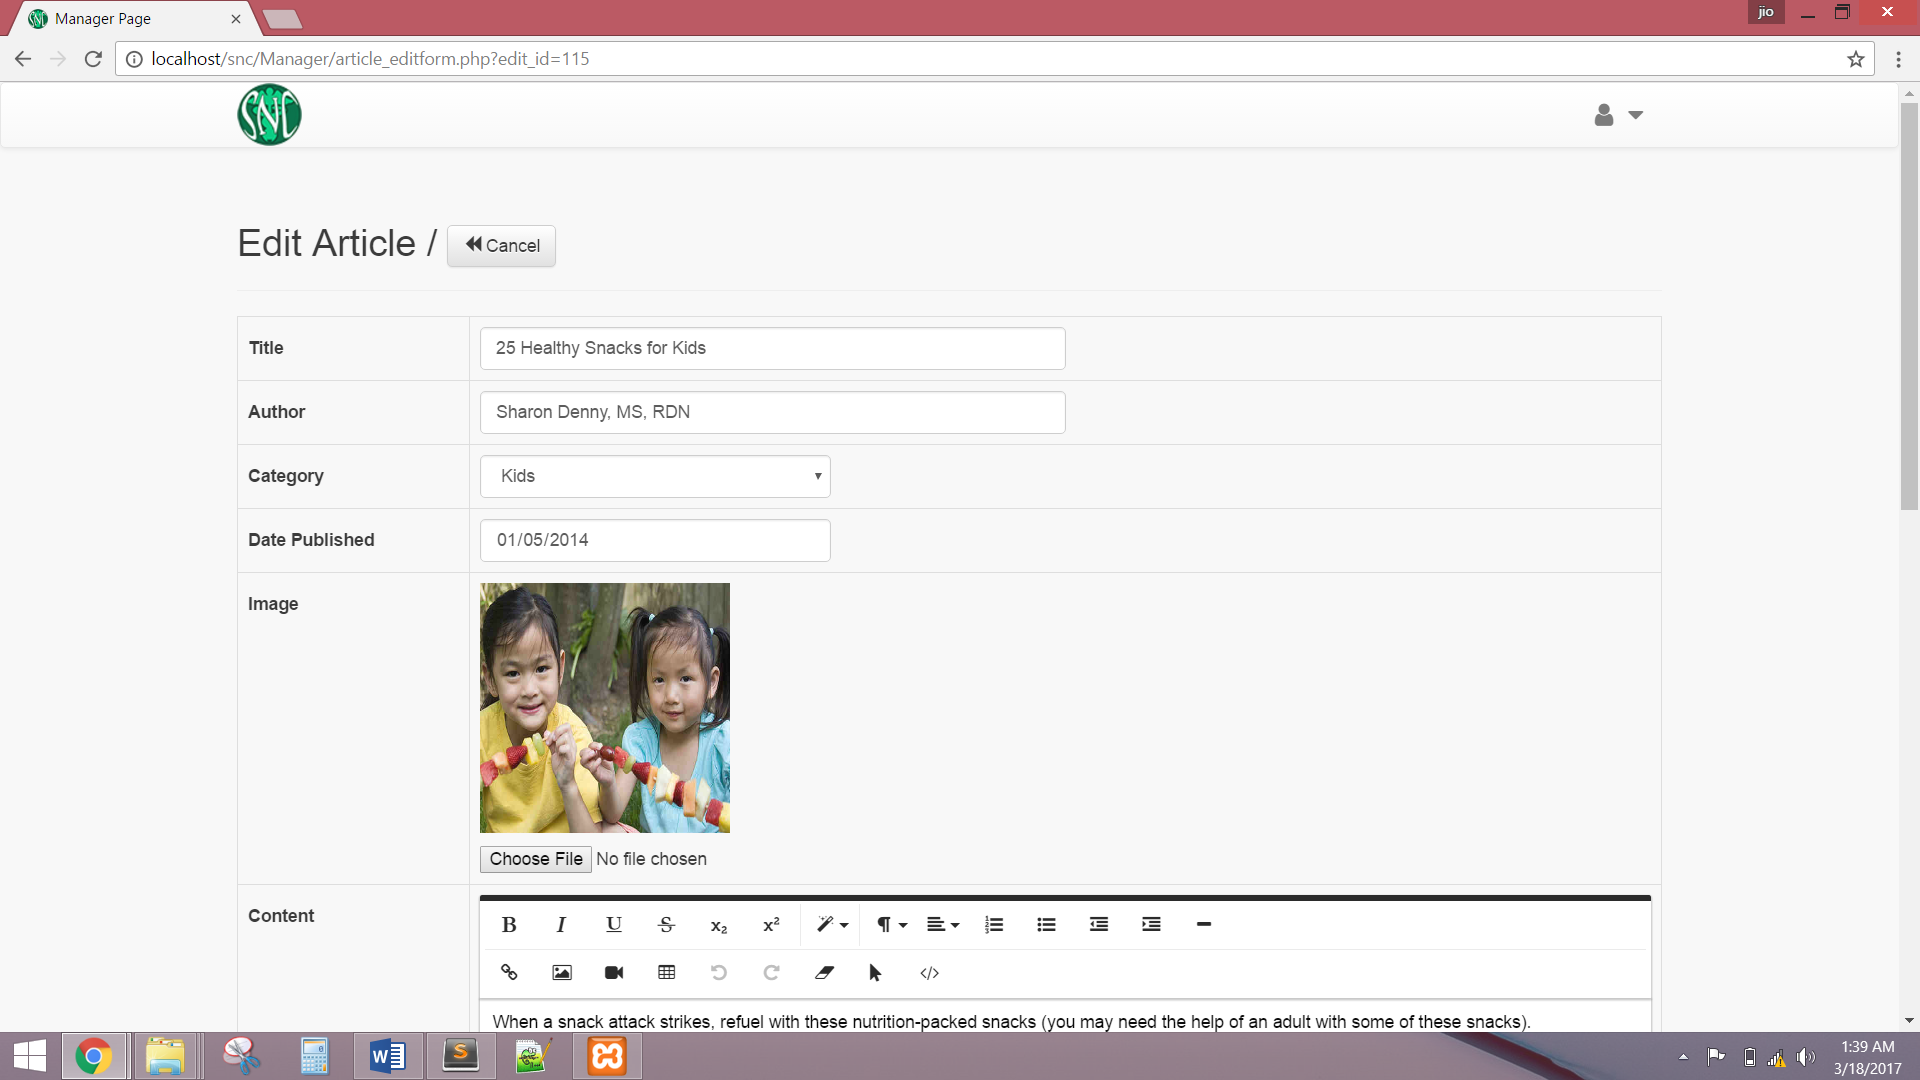 Manager Page
jio
localhost/snc/Manager/article_editform.php?edit_id=115
SNC
Edit Article / Cancel
Title
25 Healthy Snacks for Kids
Author
Sharon Denny, MS, RDN
Category
Kids
Date Published
01/05/2014
Image
Choose File No file chosen
Content
B I U S x₂ x²
When a snack attack strikes, refuel with these nutrition-packed snacks (you may need the help of an adult with some of these snacks).
1:39 AM
3/18/2017